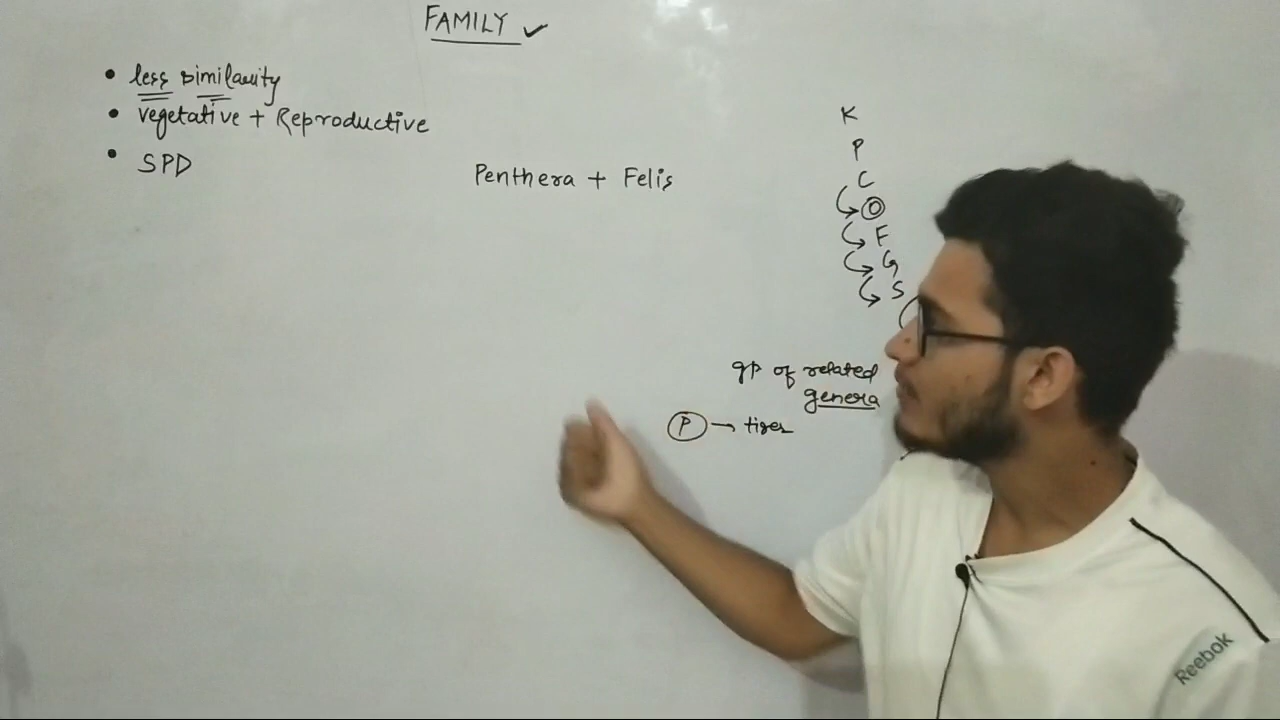 FAMILY ✓
• less similarity
• vegetative + Reproductive
• SPD
Penthera + Felis
K
P
C
O
F
G
S
gp of related
genera
P → tiger
Reebok